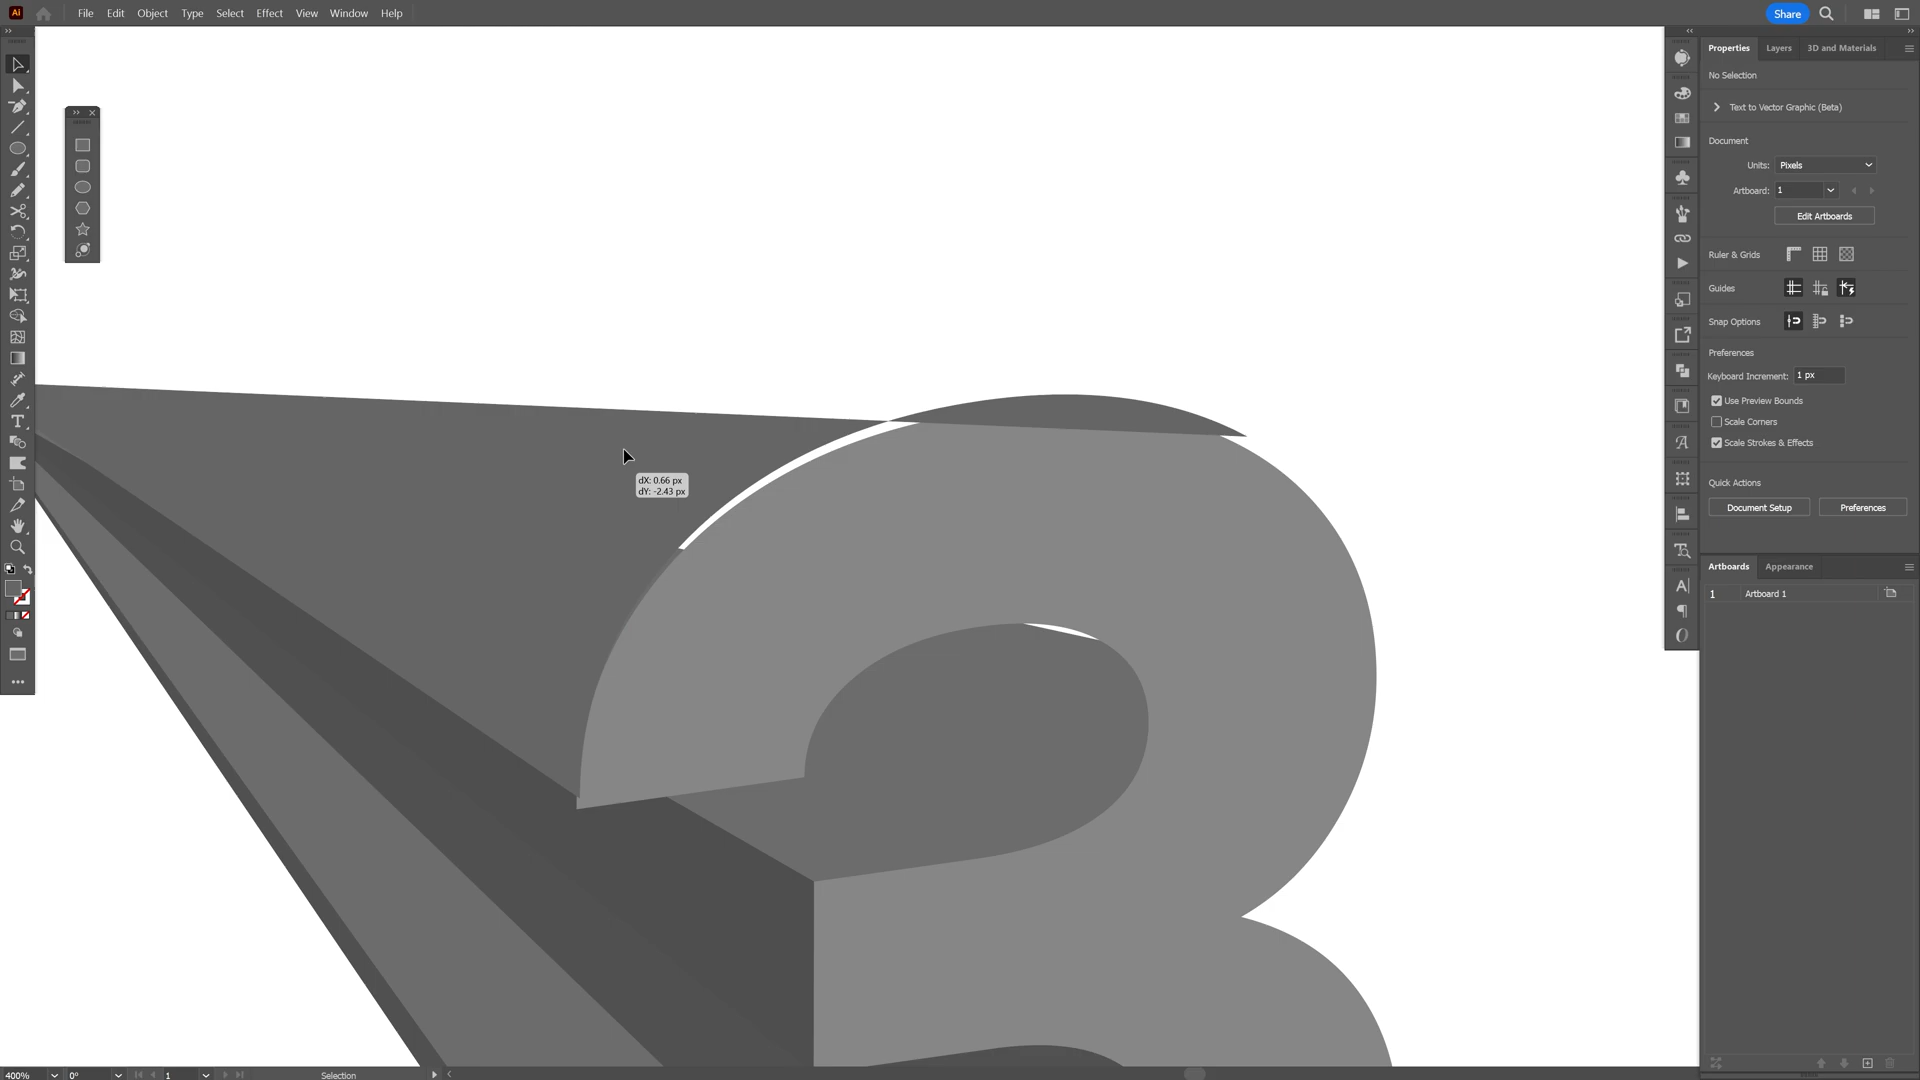 Ai File Edit Object Type Select Effect View Window Help Share
Properties Layers 3D and Materials
No Selection
Text to Vector Graphic (Beta)
Document
Units: Pixels
Artboard: 1
Edit Artboards
Ruler & Grids
Guides
Snap Options
Preferences
Keyboard Increment: 1 px
Use Preview Bounds
Scale Corners
Scale Strokes & Effects
Quick Actions
Document Setup Preferences
Artboards Appearance
1 Artboard 1
dX: 0.66 px
dY: -2.43 px
400% 0° 1 Selection